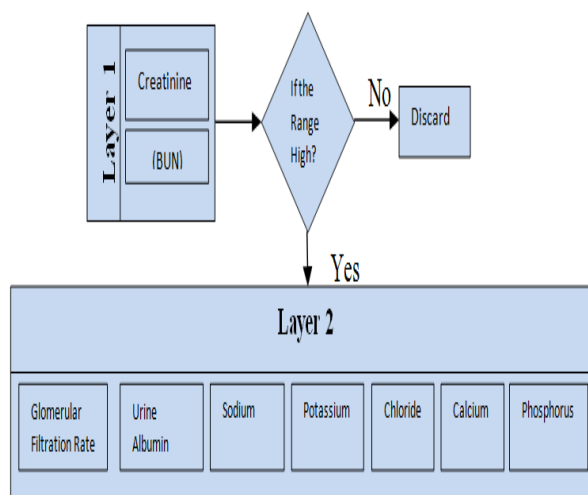 Layer 1
Creatinine
(BUN)
If the
Range
High?
No
Discard
Yes
Layer 2
Glomerular
Filtration Rate
Urine
Albumin
Sodium
Potassium
Chloride
Calcium
Phosphorus